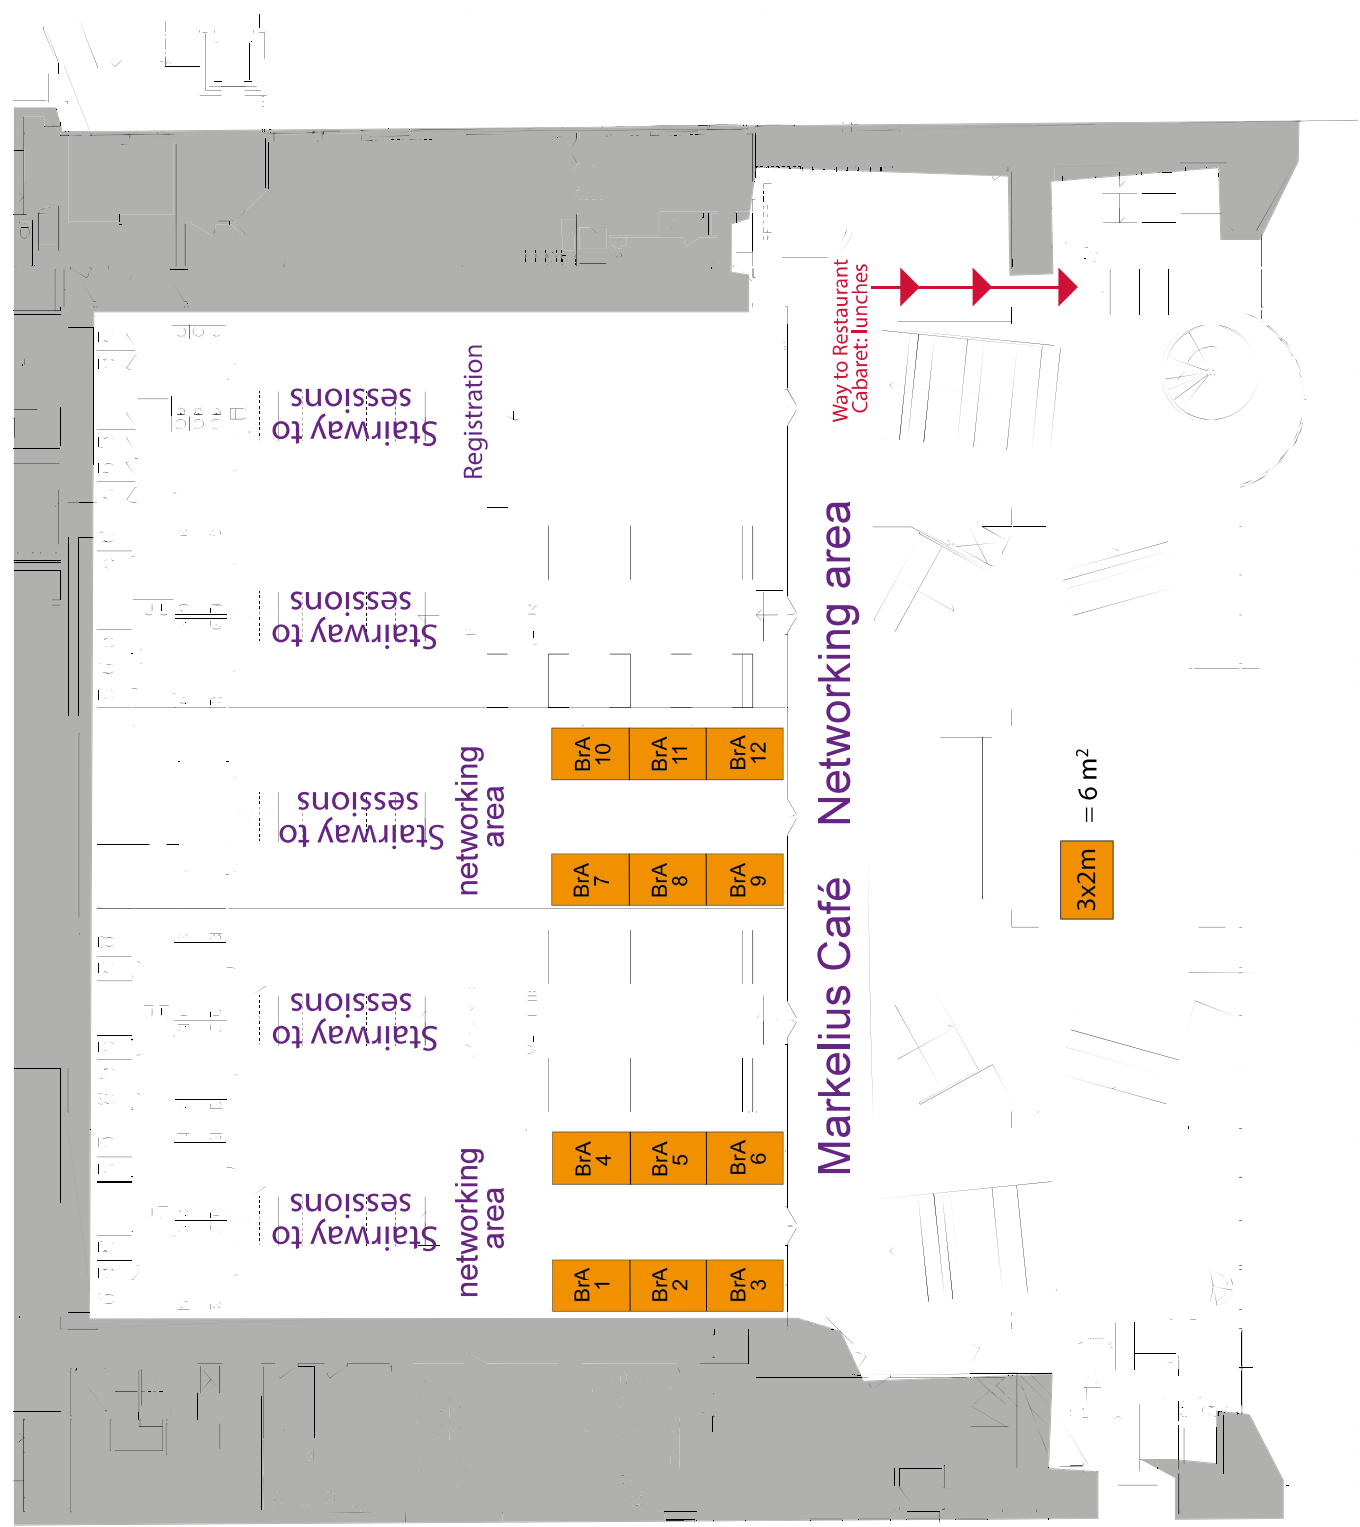 Way to Restaurant
Cabaret: lunches
Stairway to
sessions
Registration
Stairway to
sessions
Networking area
BrA
10
BrA
11
BrA
12
Stairway to
sessions
networking
area
= 6 m²
3x2m
BrA
7
BrA
8
BrA
9
Markelius Café
Stairway to
sessions
BrA
4
BrA
5
BrA
6
Stairway to
sessions
networking
area
BrA
1
BrA
2
BrA
3